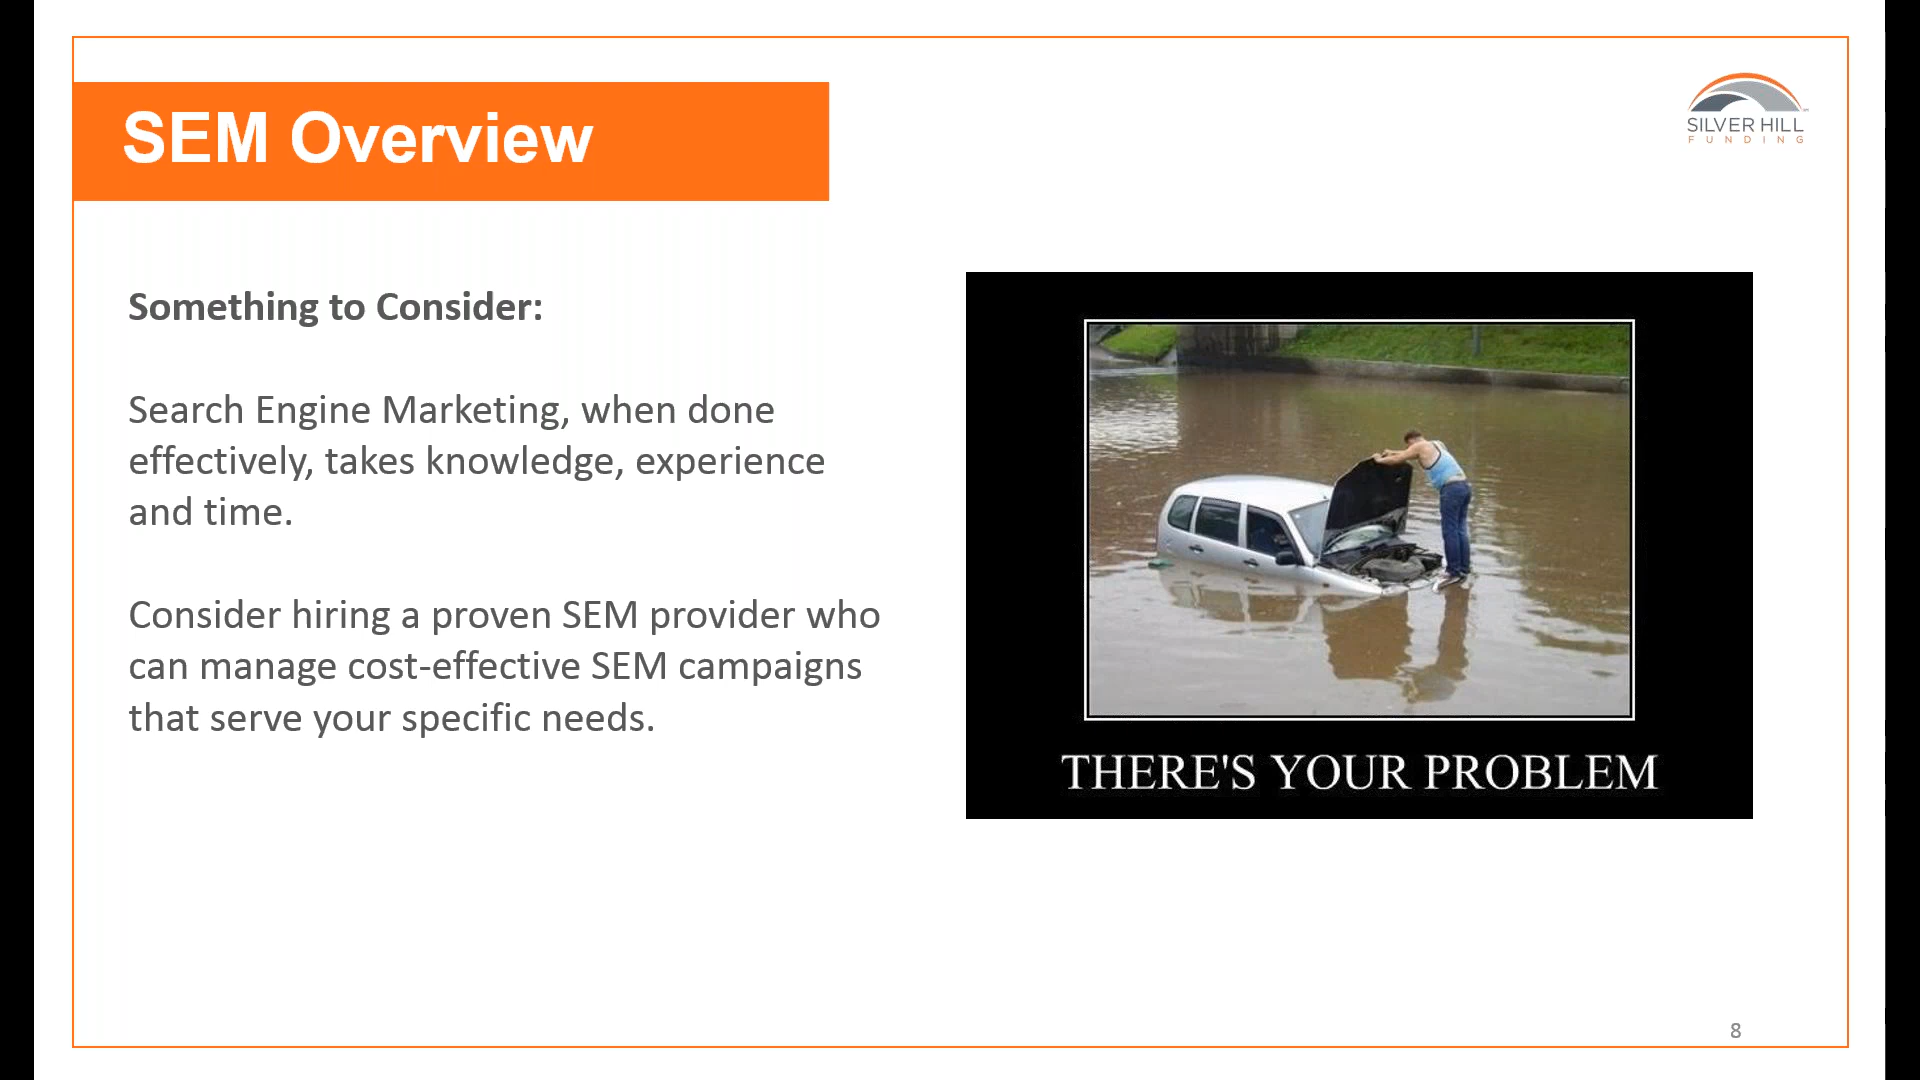 SEM Overview
SILVER HILL
FUNDING
Something to Consider:
Search Engine Marketing, when done
effectively, takes knowledge, experience
and time.
Consider hiring a proven SEM provider who
can manage cost-effective SEM campaigns
that serve your specific needs.
THERE'S YOUR PROBLEM
8